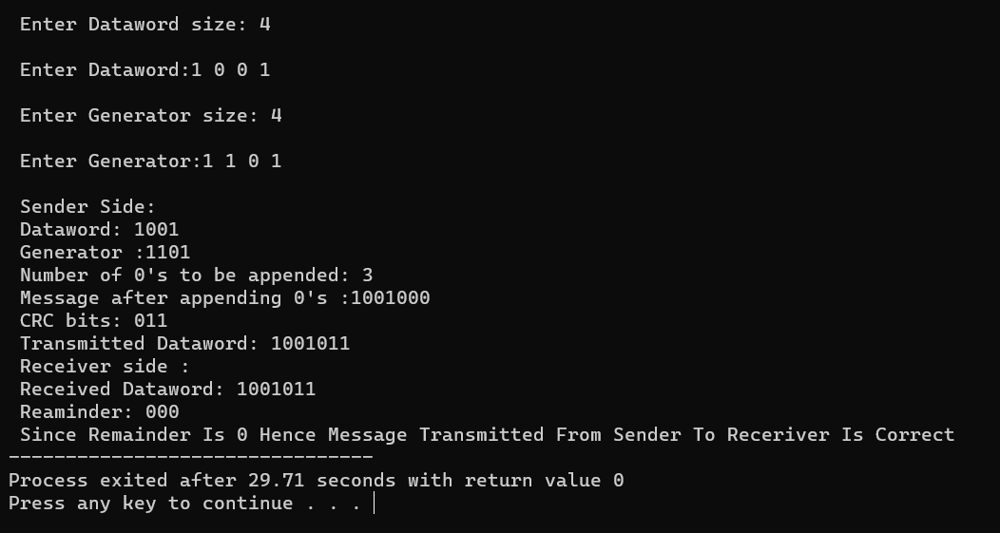 Enter Dataword size: 4
Enter Dataword:1 0 0 1
Enter Generator size: 4
Enter Generator:1 1 0 1
Sender Side:
Dataword: 1001
Generator :1101
Number of 0's to be appended: 3
Message after appending 0's :1001000
CRC bits: 011
Transmitted Dataword: 1001011
Receiver side :
Received Dataword: 1001011
Reaminder: 000
Since Remainder Is 0 Hence Message Transmitted From Sender To Receriver Is Correct
--------------------------------
Process exited after 29.71 seconds with return value 0
Press any key to continue . . .